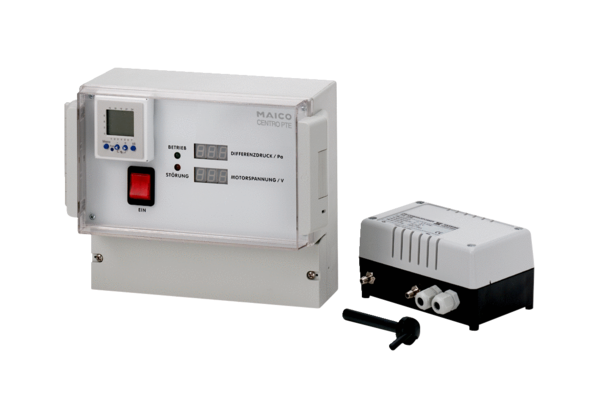 MAICO
CENTRO PTS
BETRIEB
DIFFERENZDRUCK / Pa
STÖRUNG
MOTORSPANNUNG / V
EIN